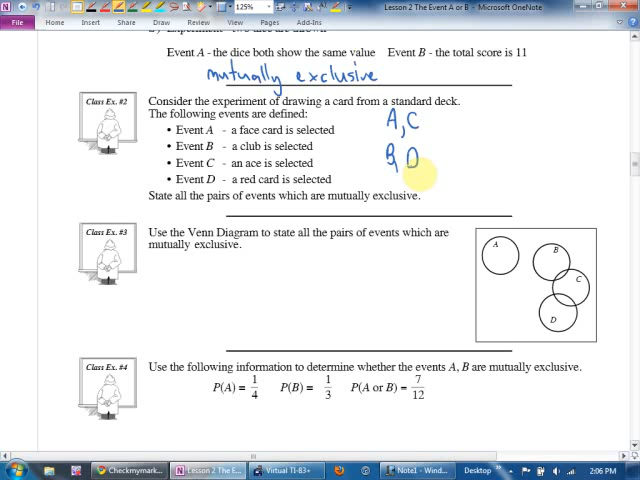 Lesson 2 The Event A or B - Microsoft OneNote
125%
File Home Insert Share Draw Review View
Event A - the dice both show the same value Event B - the total score is 11
mutually exclusive
Class Ex. #2
Consider the experiment of drawing a card from a standard deck.
The following events are defined:
• Event A - a face card is selected
• Event B - a club is selected
• Event C - an ace is selected
• Event D - a red card is selected
State all the pairs of events which are mutually exclusive.
A, C
B, D
Class Ex. #3
Use the Venn Diagram to state all the pairs of events which are
mutually exclusive.
A
B
C
D
Class Ex. #4
Use the following information to determine whether the events A, B are mutually exclusive.
P(A) = 1/4 P(B) = 1/3 P(A or B) = 7/12
Checkmymark... Lesson 2 The E... Virtual TI-83+ Note1 - Wind... Desktop 2:06 PM